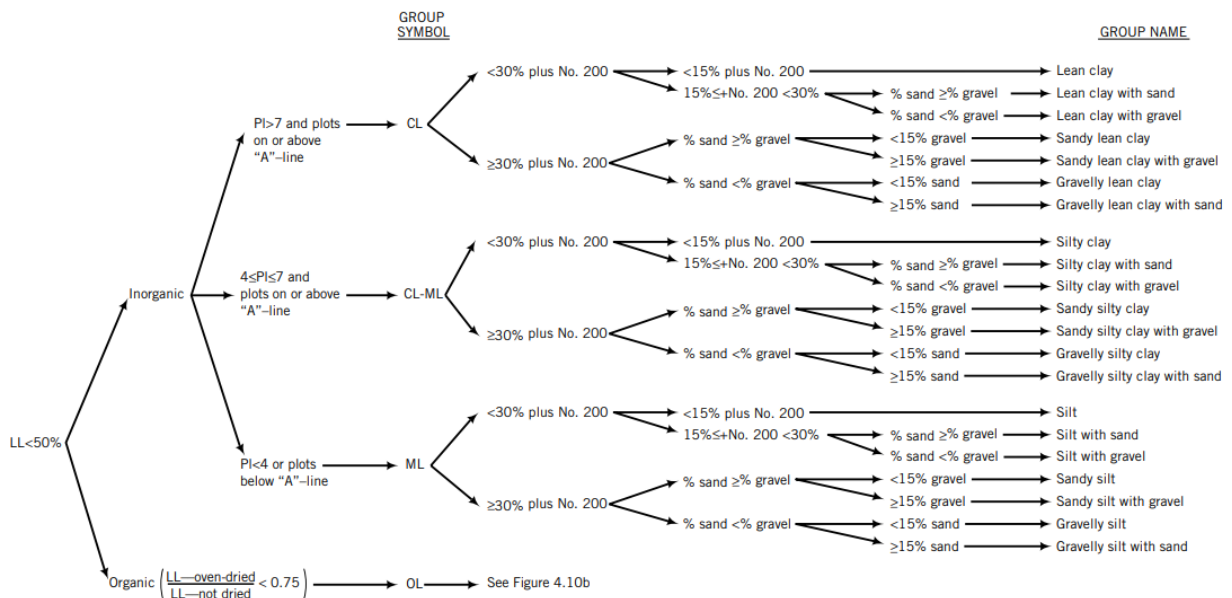 GROUP
SYMBOL
GROUP NAME
<30% plus No. 200
<15% plus No. 200
Lean clay
15%≤+No. 200 <30%
% sand ≥% gravel
Lean clay with sand
% sand <% gravel
Lean clay with gravel
PI>7 and plots
on or above
“A”–line
CL
≥30% plus No. 200
% sand ≥% gravel
<15% gravel
Sandy lean clay
≥15% gravel
Sandy lean clay with gravel
% sand <% gravel
<15% sand
Gravelly lean clay
≥15% sand
Gravelly lean clay with sand
<30% plus No. 200
<15% plus No. 200
Silty clay
15%≤+No. 200 <30%
% sand ≥% gravel
Silty clay with sand
% sand <% gravel
Silty clay with gravel
Inorganic
4≤PI≤7 and
plots on or above
“A”–line
CL-ML
≥30% plus No. 200
% sand ≥% gravel
<15% gravel
Sandy silty clay
≥15% gravel
Sandy silty clay with gravel
% sand <% gravel
<15% sand
Gravelly silty clay
≥15% sand
Gravelly silty clay with sand
<30% plus No. 200
<15% plus No. 200
Silt
15%≤+No. 200 <30%
% sand ≥% gravel
Silt with sand
% sand <% gravel
Silt with gravel
LL<50%
PI<4 or plots
below “A”–line
ML
≥30% plus No. 200
% sand ≥% gravel
<15% gravel
Sandy silt
≥15% gravel
Sandy silt with gravel
% sand <% gravel
<15% sand
Gravelly silt
≥15% sand
Gravelly silt with sand
Organic (LL—oven-dried / LL—not dried < 0.75)
OL
See Figure 4.10b